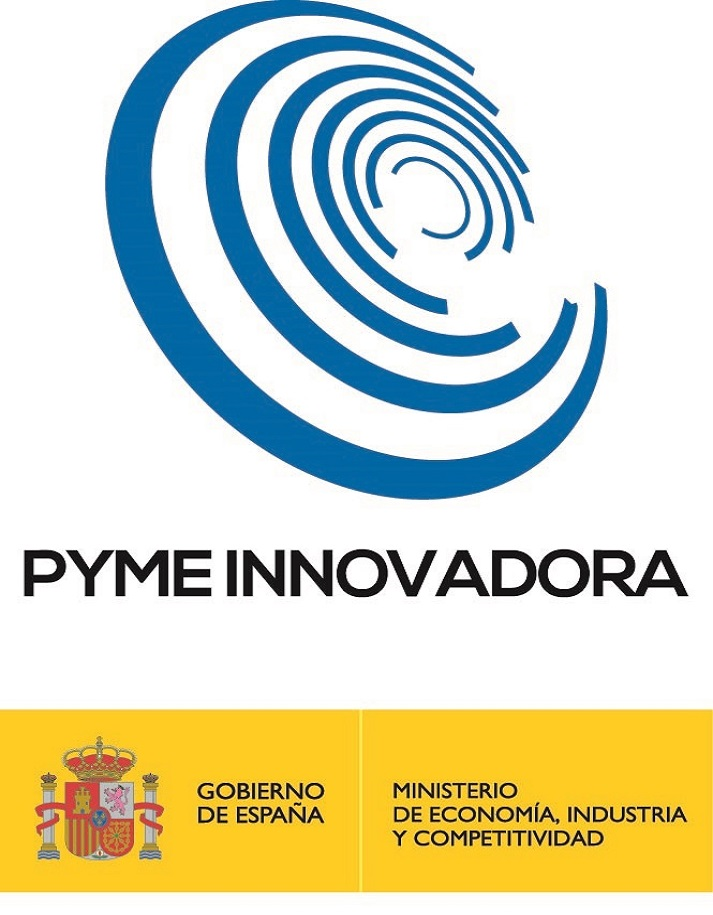 PYME INNOVADORA
GOBIERNO
DE ESPAÑA
MINISTERIO
DE ECONOMÍA, INDUSTRIA
Y COMPETITIVIDAD